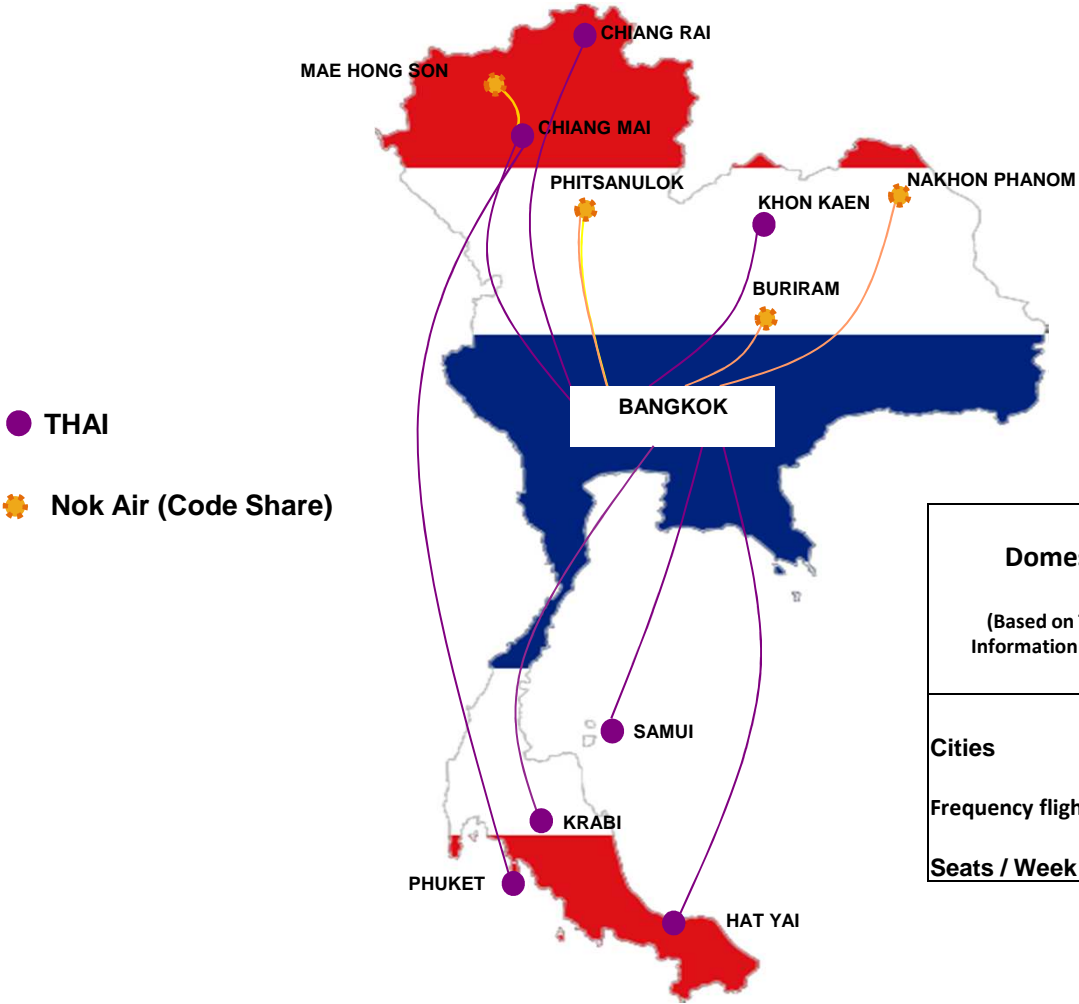 CHIANG RAI
MAE HONG SON
CHIANG MAI
PHITSANULOK
NAKHON PHANOM
KHON KAEN
BURIRAM
BANGKOK
THAI
Nok Air (Code Share)
Domes
(Based on
Information
Cities
SAMUI
Frequency fligh
KRABI
Seats / Week
PHUKET
HAT YAI